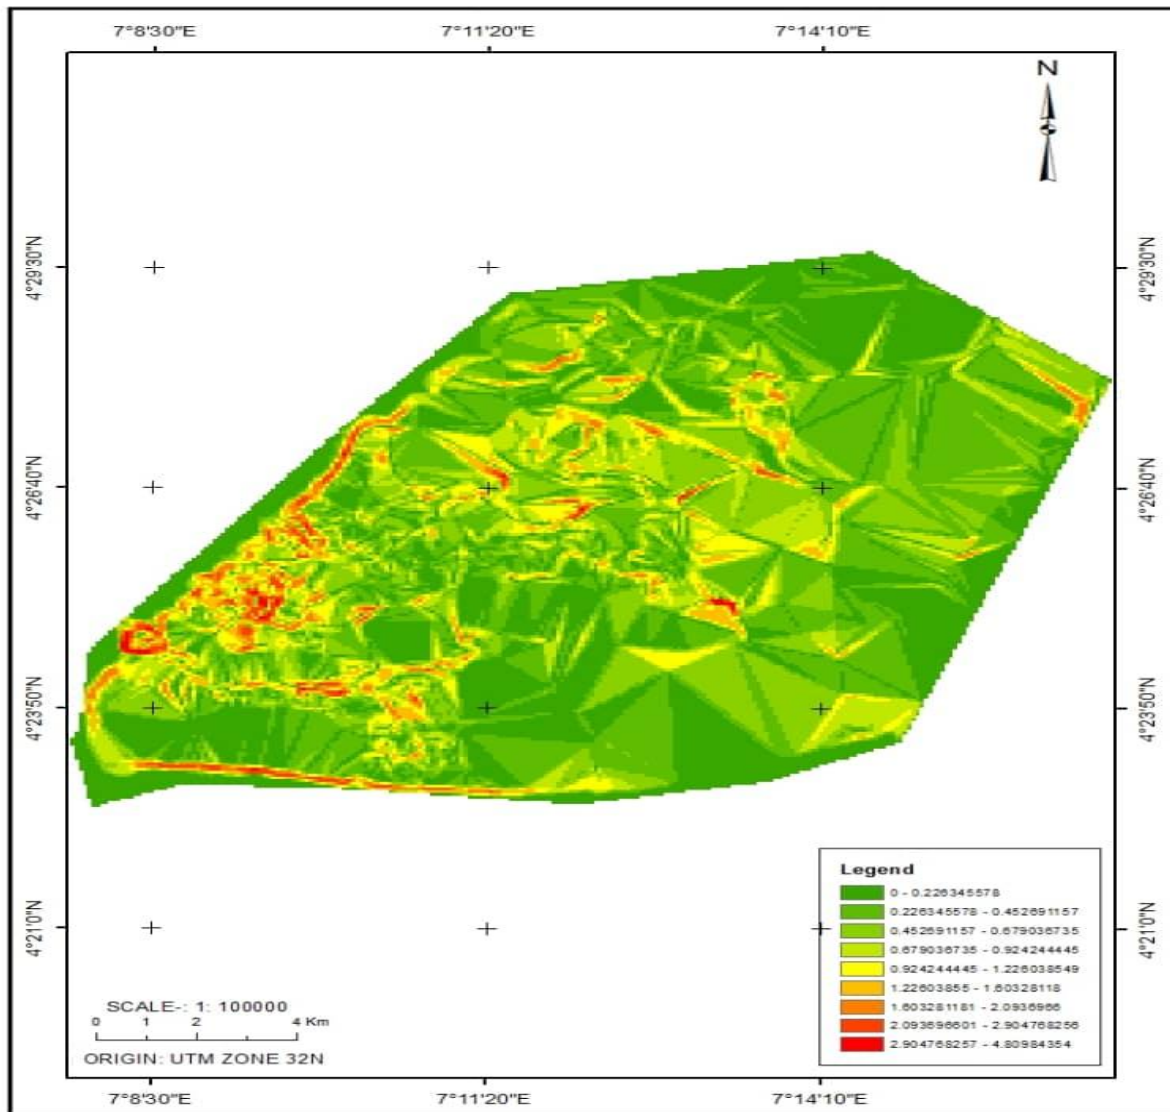 7°8'30"E 7°11'20"E 7°14'10"E
N
4°29'30"N 4°29'30"N
4°26'40"N 4°26'40"N
4°23'50"N 4°23'50"N
4°21'0"N 4°21'0"N
Legend
0 - 0.226345578
0.226345578 - 0.452691157
0.452691157 - 0.679036735
0.679036735 - 0.924244445
0.924244445 - 1.226038549
1.22603855 - 1.60328118
1.603281181 - 2.0936966
2.093696601 - 2.904768256
2.904768257 - 4.80984354
SCALE-: 1: 100000
0 1 2 4 Km
ORIGIN: UTM ZONE 32N
7°8'30"E 7°11'20"E 7°14'10"E